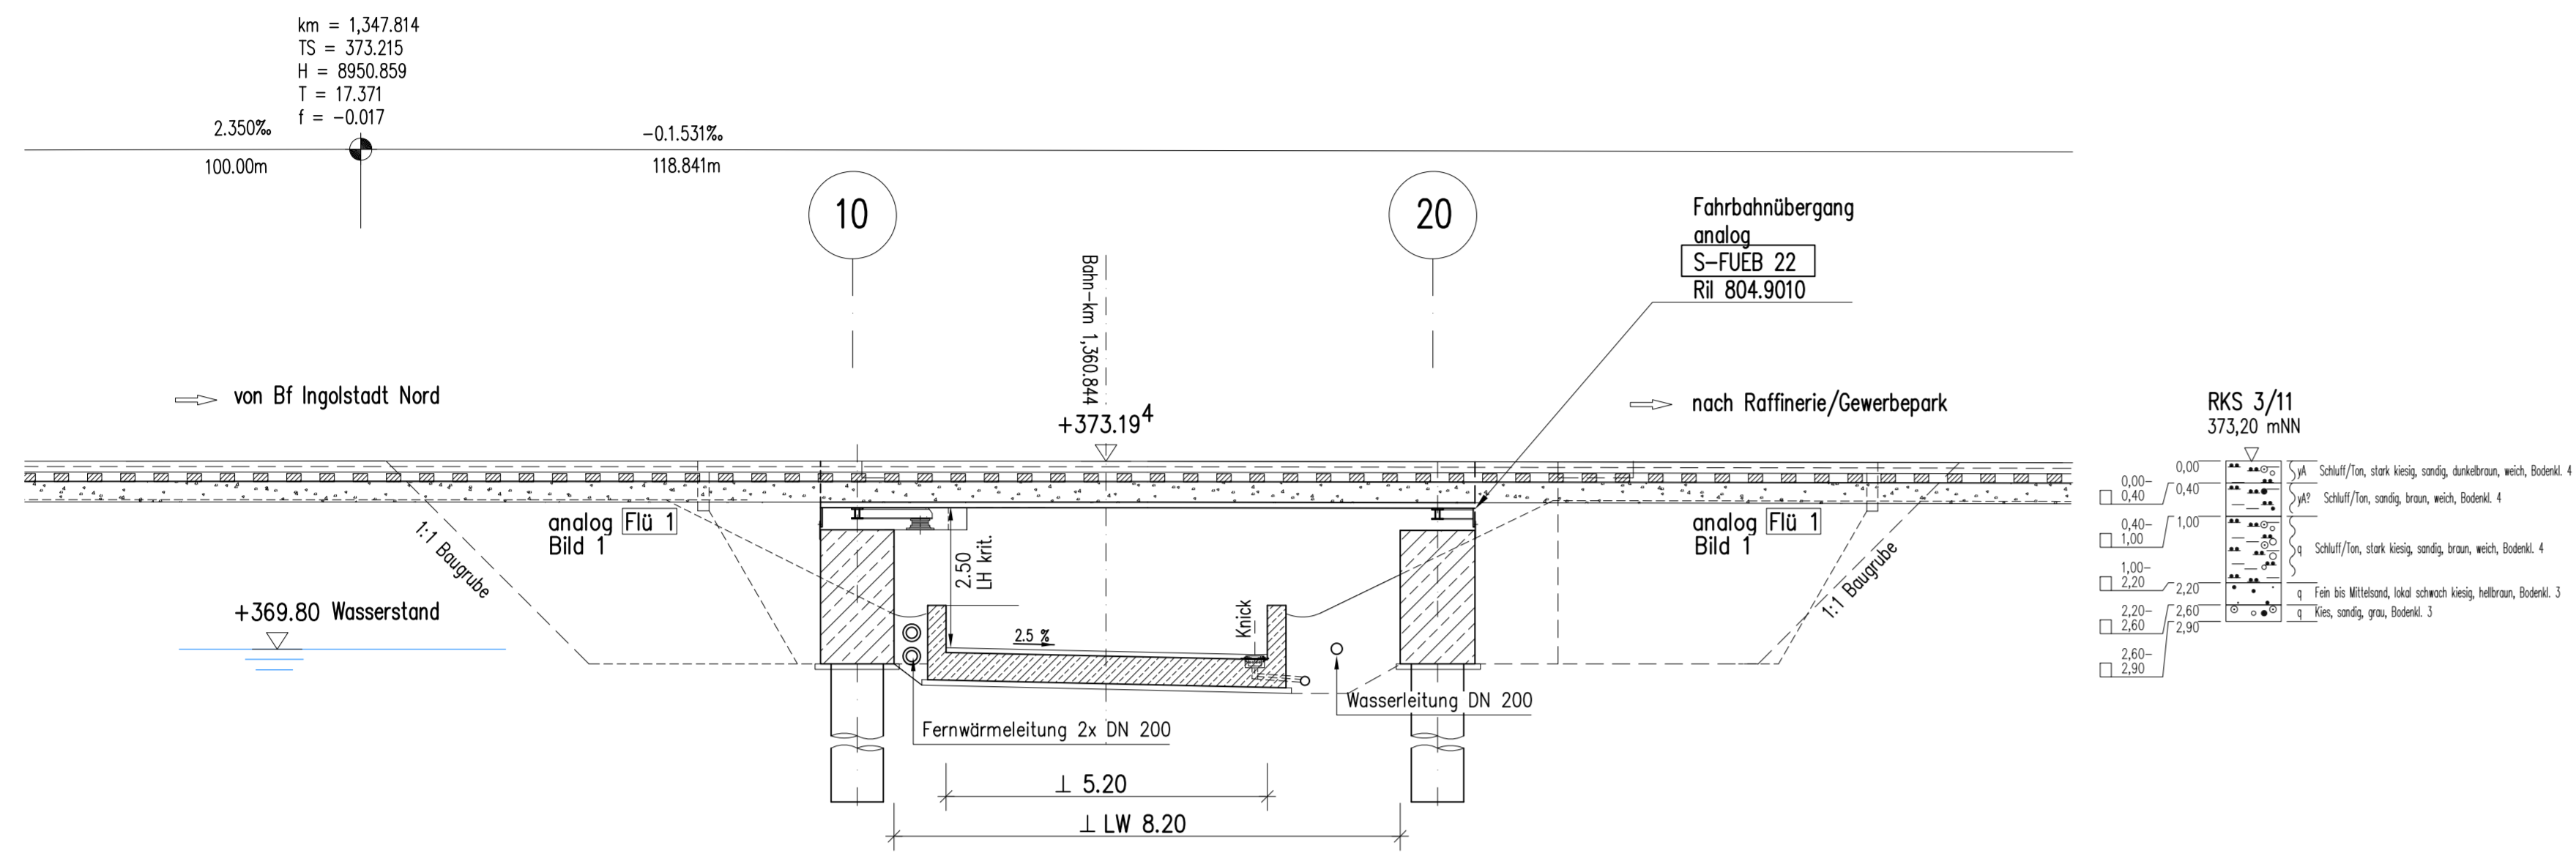 km = 1,347.814
TS = 373.215
H = 8950.859
T = 17.371
f = −0.017
2.350‰
100.00m
−0.1.531‰
118.841m
10
20
Bahn−km 1,360.844
+373.19⁴
Fahrbahnübergang
analog
S−FUEB 22
Ril 804.9010
von Bf Ingolstadt Nord
nach Raffinerie/Gewerbepark
1:1 Baugrube
analog Flü 1
Bild 1
2.50
LH krit.
analog Flü 1
Bild 1
1:1 Baugrube
+369.80 Wasserstand
2.5 %
Knick
Wasserleitung DN 200
Fernwärmeleitung 2x DN 200
⊥ 5.20
⊥ LW 8.20
RKS 3/11
373,20 mNN
0,00
0,00−
0,40
0,40
0,40−
1,00
1,00
1,00−
2,20
2,20
2,20−
2,60
2,60
2,90
2,60−
2,90
yA Schluff/Ton, stark kiesig, sandig, dunkelbraun, weich, Bodenkl. 4
yA? Schluff/Ton, sandig, braun, weich, Bodenkl. 4
q Schluff/Ton, stark kiesig, sandig, braun, weich, Bodenkl. 4
q Fein bis Mittelsand, lokal schwach kiesig, hellbraun, Bodenkl. 3
q Kies, sandig, grau, Bodenkl. 3